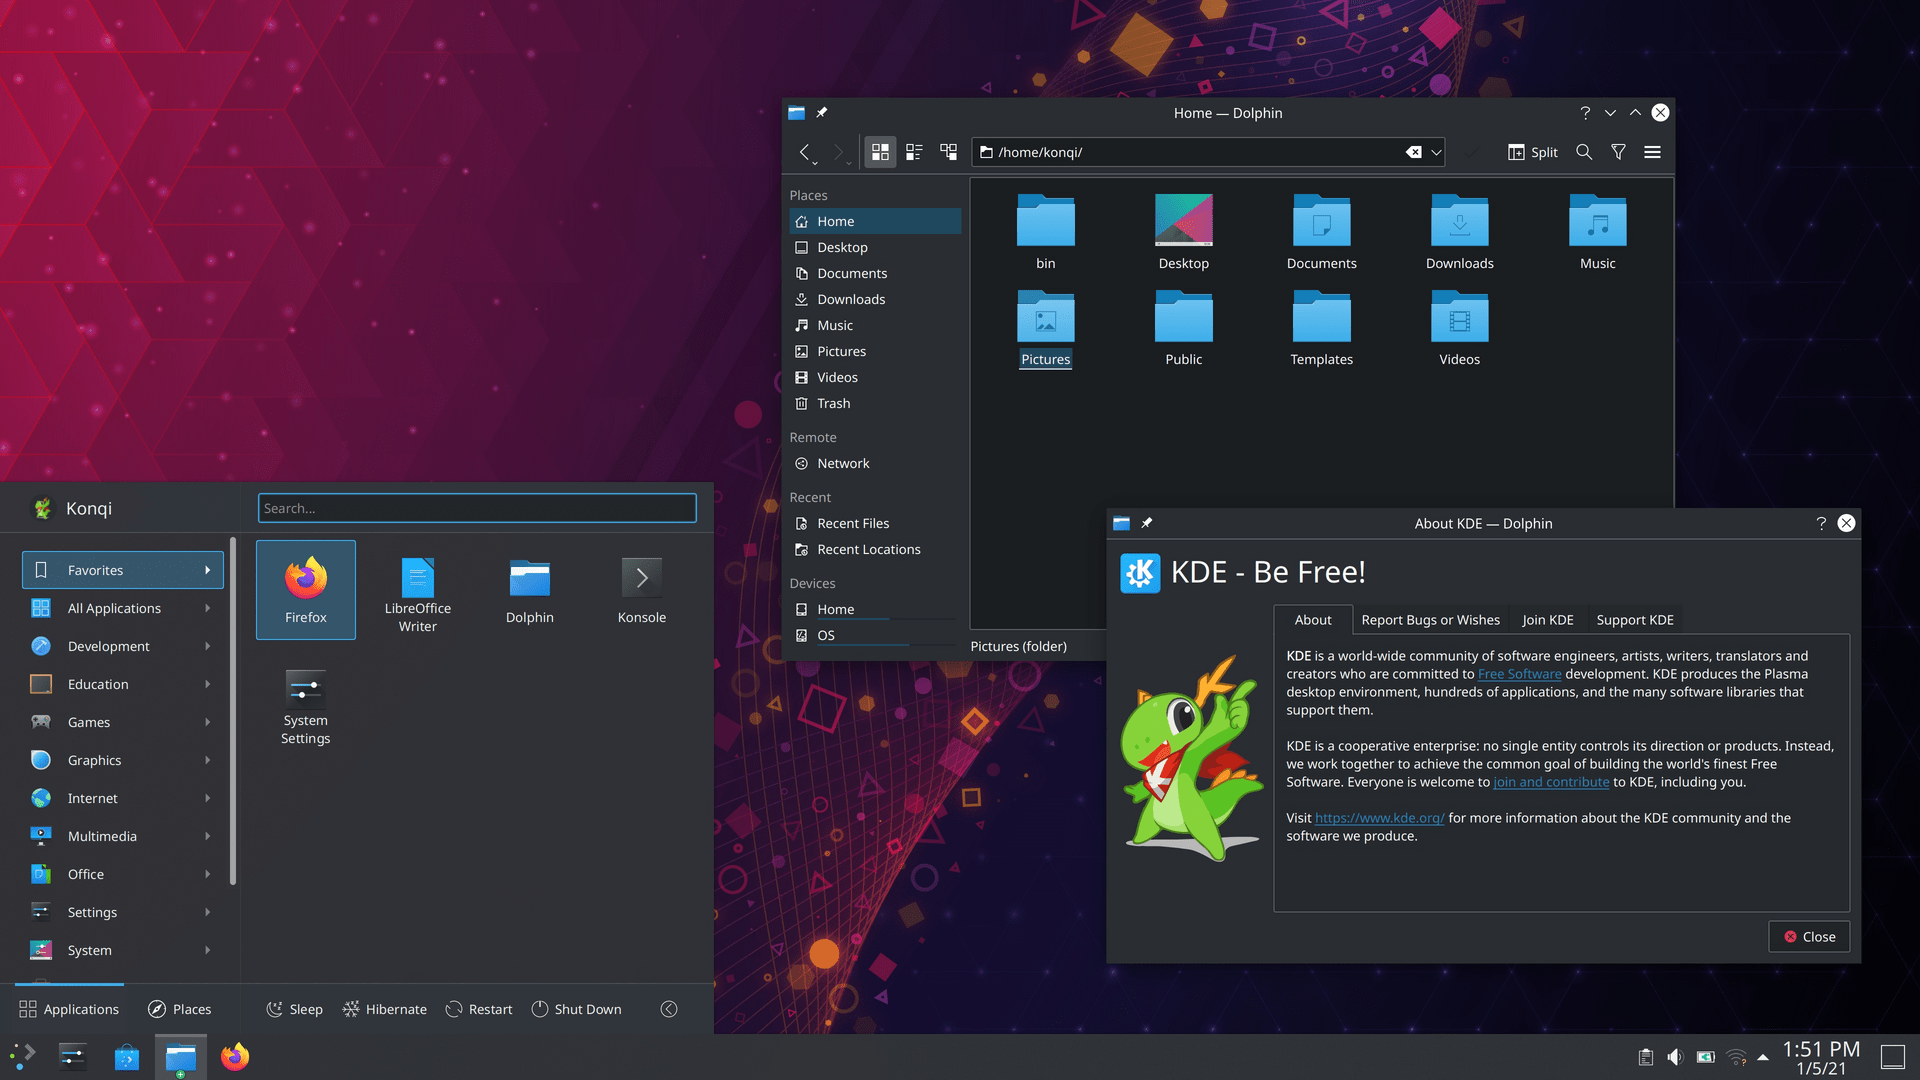 Home — Dolphin
/home/konqi/
Split
Places
Home
Desktop
Documents
Downloads
Music
Pictures
Videos
Trash
Remote
Network
Recent
Recent Files
Recent Locations
Devices
Home
OS
bin
Desktop
Documents
Downloads
Music
Pictures
Public
Templates
Videos
Pictures (folder)
Konqi
Search...
Favorites
All Applications
Development
Education
Games
Graphics
Internet
Multimedia
Office
Settings
System
Firefox
LibreOffice
Writer
Dolphin
Konsole
System
Settings
Applications
Places
Sleep
Hibernate
Restart
Shut Down
About KDE — Dolphin
KDE - Be Free!
About
Report Bugs or Wishes
Join KDE
Support KDE
KDE is a world-wide community of software engineers, artists, writers, translators and
creators who are committed to Free Software development. KDE produces the Plasma
desktop environment, hundreds of applications, and the many software libraries that
support them.
KDE is a cooperative enterprise: no single entity controls its direction or products. Instead,
we work together to achieve the common goal of building the world's finest Free
Software. Everyone is welcome to join and contribute to KDE, including you.
Visit https://www.kde.org/ for more information about the KDE community and the
software we produce.
Close
1:51 PM
1/5/21